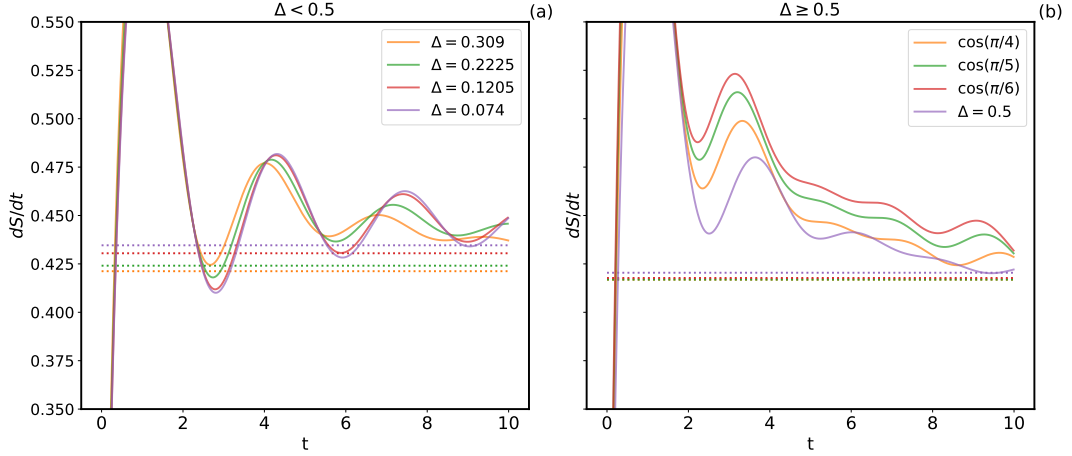 Δ < 0.5
(a)
0.550
0.525
0.500
0.475
0.450
0.425
0.400
0.375
0.350
dS/dt
0 2 4 6 8 10
t
Δ = 0.309
Δ = 0.2225
Δ = 0.1205
Δ = 0.074
Δ ≥ 0.5
(b)
dS/dt
0 2 4 6 8 10
t
cos(π/4)
cos(π/5)
cos(π/6)
Δ = 0.5